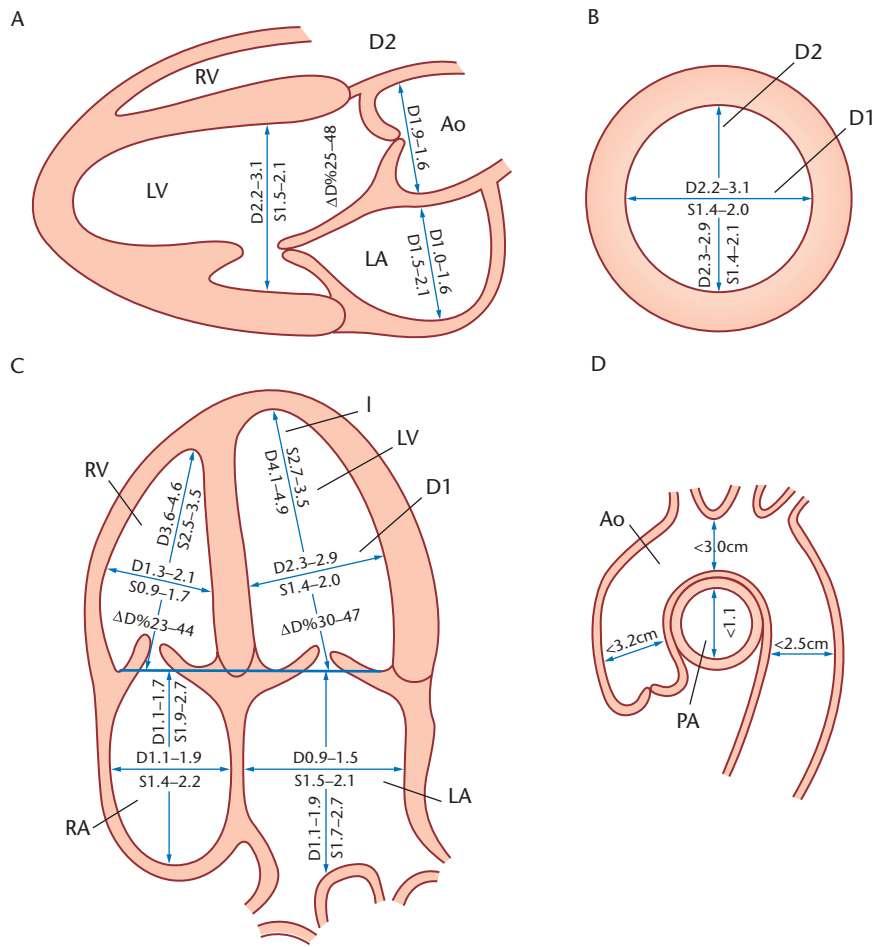 A
D2
RV
Ao
D1.9–1.6
ΔD%25–48
D2.2–3.1
S1.5–2.1
LV
LA
D1.0–1.6
D1.5–2.1
B
D2
D1
D2.2–3.1
S1.4–2.0
D2.3–2.9
S1.4–2.1
C
I
LV
RV
S2.7–3.5
D4.1–4.9
D3.6–4.6
S2.5–3.5
D1
D2.3–2.9
S1.4–2.0
D1.3–2.1
S0.9–1.7
ΔD%23–44
ΔD%30–47
D1.1–1.7
S1.9–2.7
D1.1–1.9
S1.4–2.2
D0.9–1.5
S1.5–2.1
LA
RA
D1.1–1.9
S1.7–2.7
D
Ao
<3.0cm
<1.1
<3.2cm
<2.5cm
PA